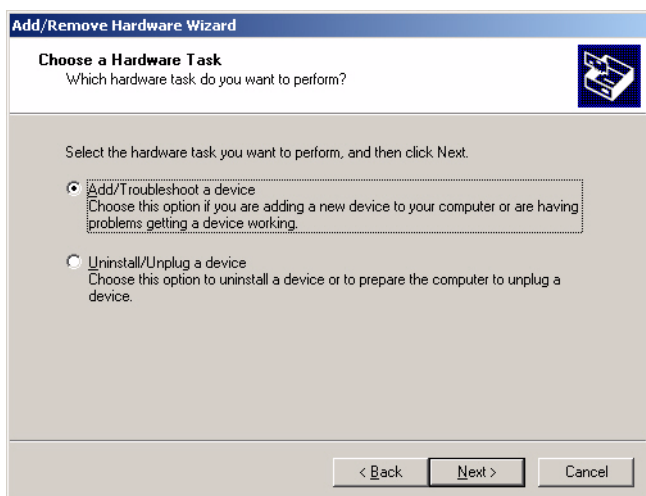 Add/Remove Hardware Wizard
Choose a Hardware Task
Which hardware task do you want to perform?
Select the hardware task you want to perform, and then click Next.
Add/Troubleshoot a device
Choose this option if you are adding a new device to your computer or are having
problems getting a device working.
Uninstall/Unplug a device
Choose this option to uninstall a device or to prepare the computer to unplug a
device.
< Back Next > Cancel